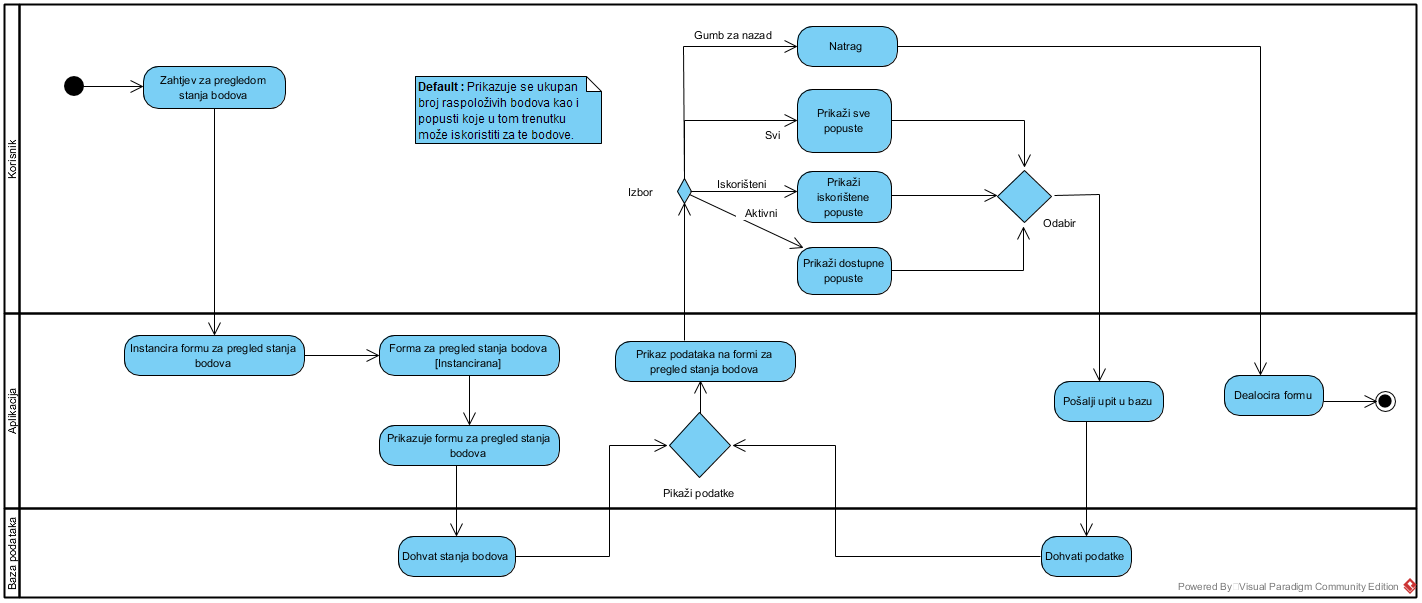 Korisnik
Zahtjev za pregledom
stanja bodova
Default : Prikazuje se ukupan
broj raspoloživih bodova kao i
popusti koje u tom trenutku
može iskoristiti za te bodove.
Gumb za nazad
Natrag
Prikaži sve
popuste
Svi
Izbor
Iskorišteni
Prikaži
iskorištene
popuste
Aktivni
Odabir
Prikaži dostupne
popuste
Aplikacija
Instancira formu za pregled stanja
bodova
Forma za pregled stanja bodova
[Instancirana]
Prikaz podataka na formi za
pregled stanja bodova
Pošalji upit u bazu
Dealocira formu
Prikazuje formu za pregled stanja
bodova
Pikaži podatke
Baza podataka
Dohvat stanja bodova
Dohvati podatke
Powered By Visual Paradigm Community Edition